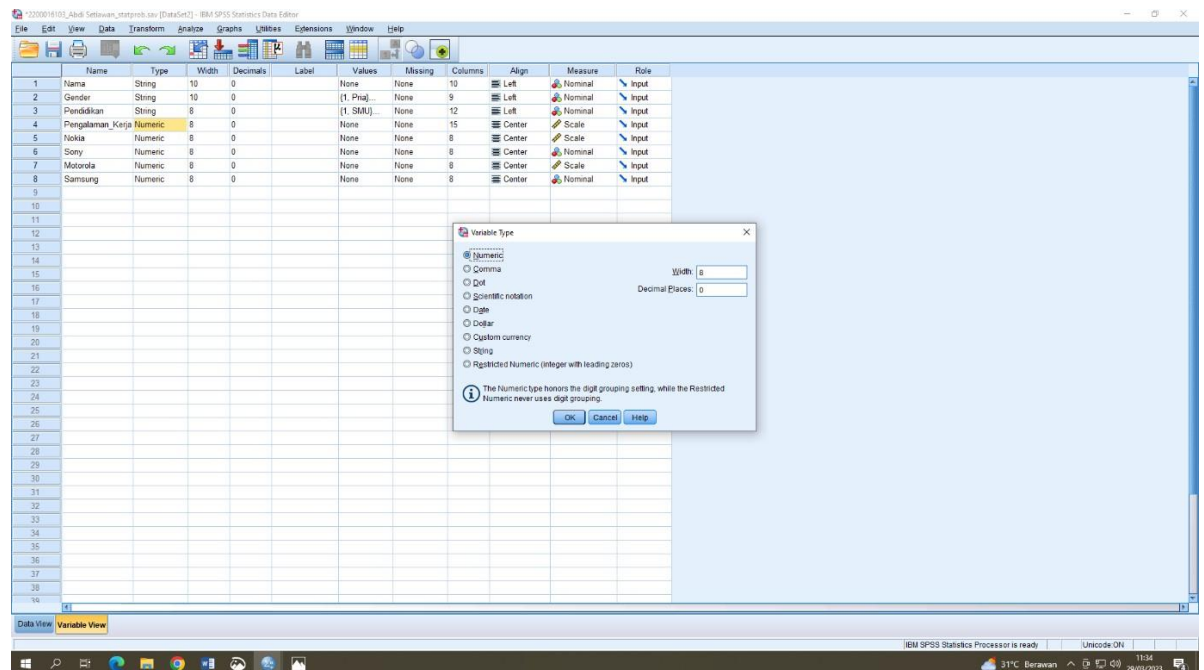 *2200016103_Abdi Setiawan_statprob.sav [DataSet2] - IBM SPSS Statistics Data Editor
File Edit View Data Transform Analyze Graphs Utilities Extensions Window Help
Name Type Width Decimals Label Values Missing Columns Align Measure Role
1 Nama String 10 0 None None 10 Left Nominal Input
2 Gender String 10 0 {1, Pria}... None 9 Left Nominal Input
3 Pendidikan String 8 0 {1, SMU}... None 12 Left Nominal Input
4 Pengalaman_Kerja Numeric 8 0 None None 15 Center Scale Input
5 Nokia Numeric 8 0 None None 8 Center Scale Input
6 Sony Numeric 8 0 None None 8 Center Nominal Input
7 Motorola Numeric 8 0 None None 8 Center Scale Input
8 Samsung Numeric 8 0 None None 8 Center Nominal Input
9
10
11
12
13
14
15
16
17
18
19
20
21
22
23
24
25
26
27
28
29
30
31
32
33
34
35
36
37
38
39
Variable Type
Numeric
Comma
Dot
Scientific notation
Date
Dollar
Custom currency
String
Restricted Numeric (integer with leading zeros)
Width: 8
Decimal Places: 0
The Numeric type honors the digit grouping setting, while the Restricted
Numeric never uses digit grouping.
OK Cancel Help
Data View Variable View
IBM SPSS Statistics Processor is ready Unicode:ON
31°C Berawan 11:34
29/03/2023